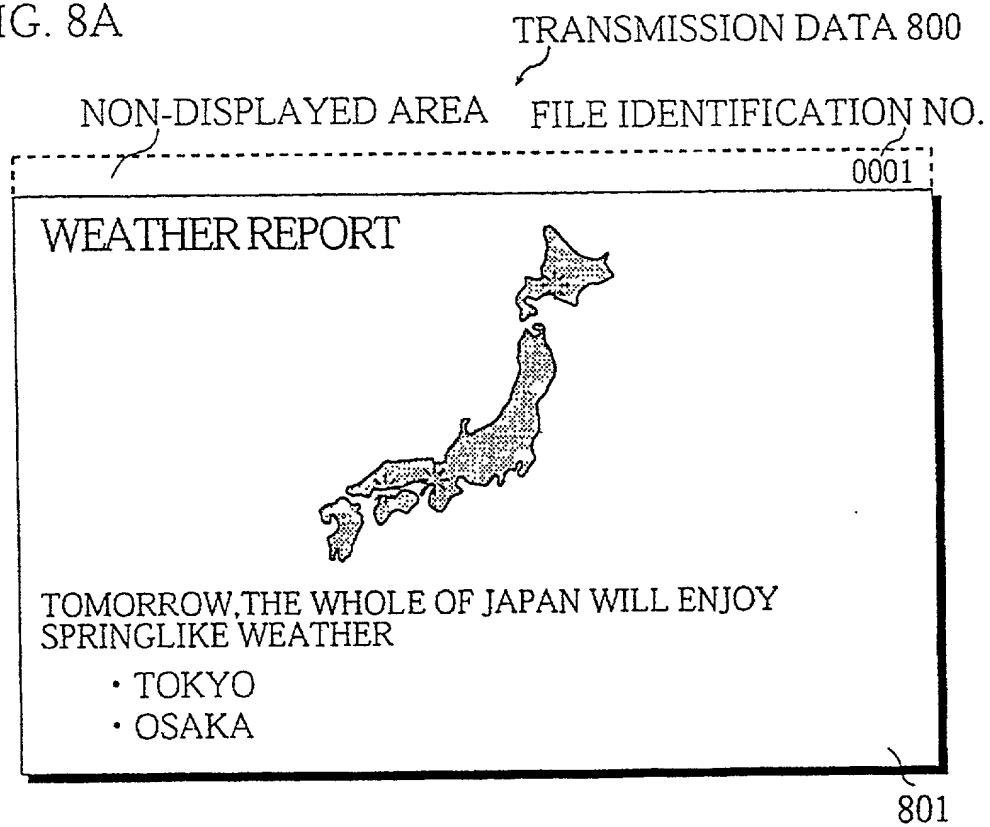 IG. 8A
TRANSMISSION DATA 800
NON-DISPLAYED AREA
FILE IDENTIFICATION NO.
0001
WEATHER REPORT
TOMORROW,THE WHOLE OF JAPAN WILL ENJOY
SPRINGLIKE WEATHER
・TOKYO
・OSAKA
801